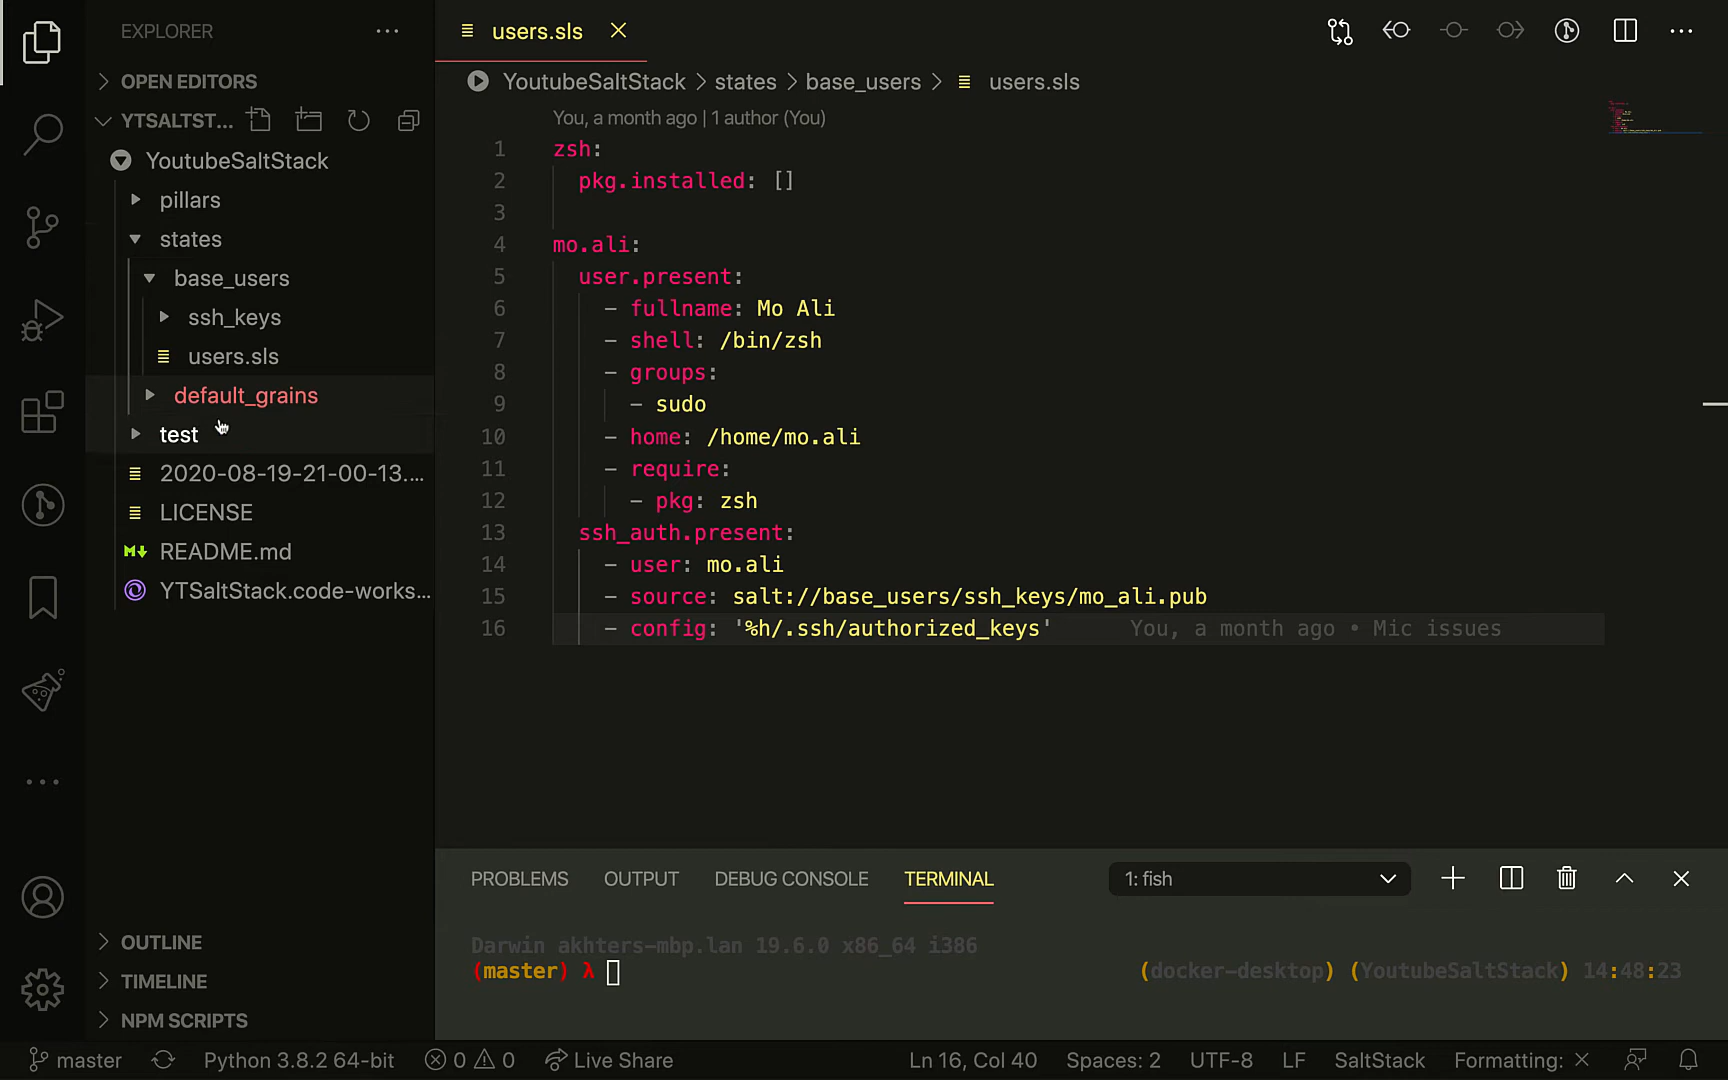 EXPLORER
OPEN EDITORS
YTSALTST...
YoutubeSaltStack
pillars
states
base_users
ssh_keys
users.sls
default_grains
test
2020-08-19-21-00-13....
LICENSE
README.md
YTSaltStack.code-works...
OUTLINE
TIMELINE
NPM SCRIPTS
users.sls
YoutubeSaltStack > states > base_users > users.sls
You, a month ago | 1 author (You)
1 zsh:
2 pkg.installed: []
3
4 mo.ali:
5 user.present:
6 - fullname: Mo Ali
7 - shell: /bin/zsh
8 - groups:
9 - sudo
10 - home: /home/mo.ali
11 - require:
12 - pkg: zsh
13 ssh_auth.present:
14 - user: mo.ali
15 - source: salt://base_users/ssh_keys/mo_ali.pub
16 - config: '%h/.ssh/authorized_keys' You, a month ago • Mic issues
PROBLEMS OUTPUT DEBUG CONSOLE TERMINAL 1: fish
Darwin akhters-mbp.lan 19.6.0 x86_64 i386
(master) λ (docker-desktop) (YoutubeSaltStack) 14:48:23
master Python 3.8.2 64-bit 0 0 Live Share Ln 16, Col 40 Spaces: 2 UTF-8 LF SaltStack Formatting: ×